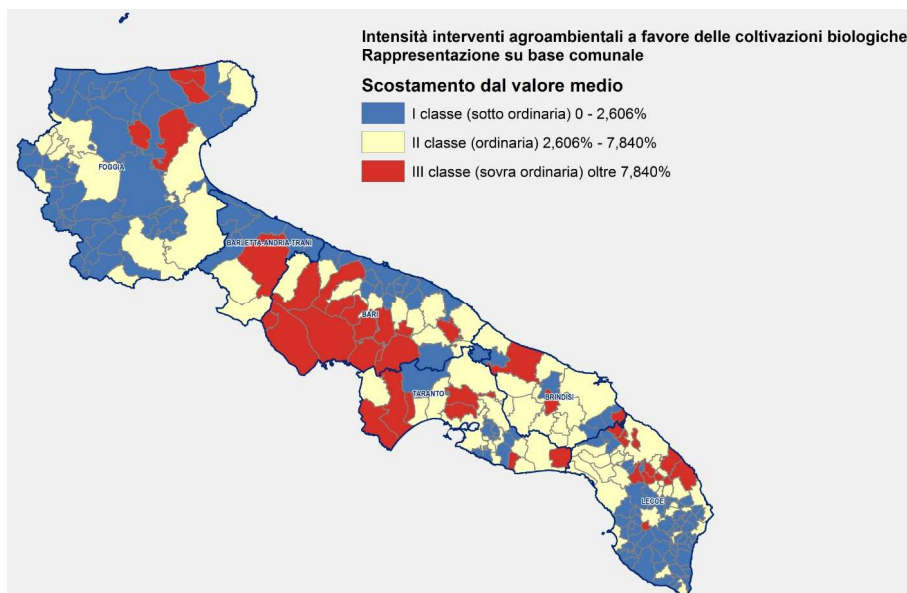 Intensità interventi agroambientali a favore delle coltivazioni biologiche
Rappresentazione su base comunale
Scostamento dal valore medio
I classe (sotto ordinaria) 0 - 2,606%
II classe (ordinaria) 2,606% - 7,840%
III classe (sovra ordinaria) oltre 7,840%
FOGGIA
BARLETTA-ANDRIA-TRANI
BARI
TARANTO
BRINDISI
LECCE